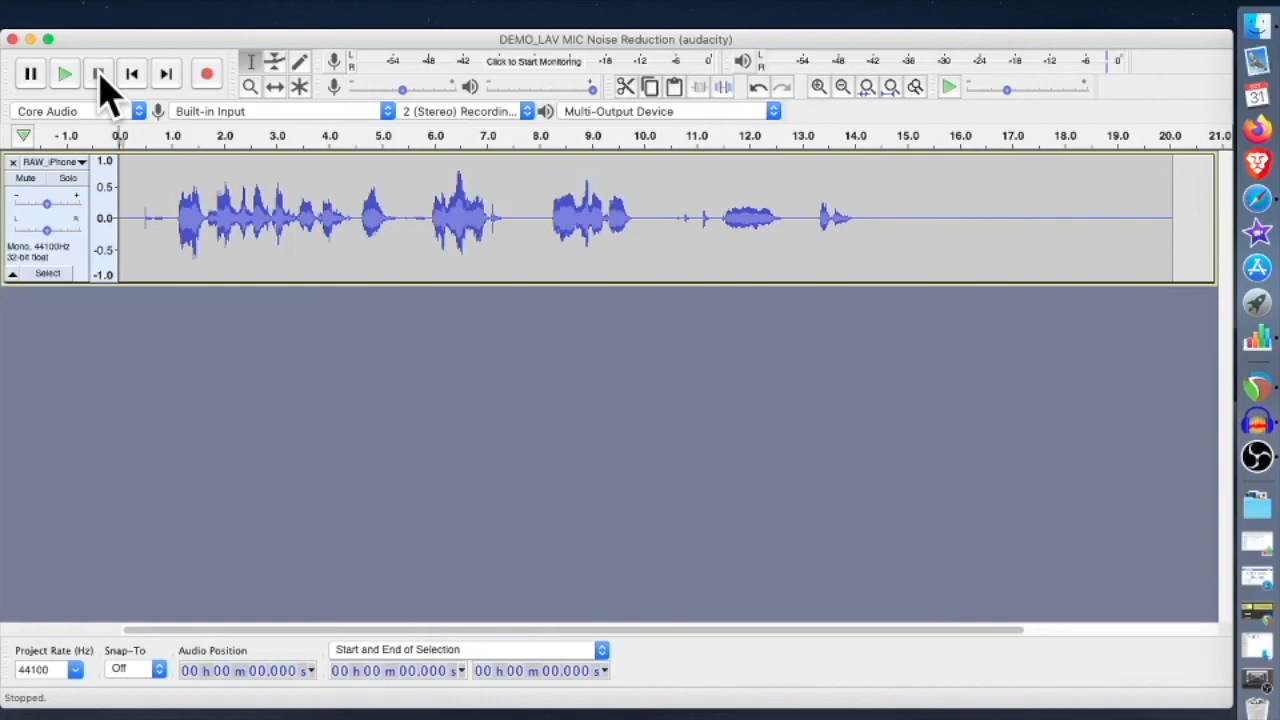 DEMO_LAV MIC Noise Reduction (audacity)
L
R
-54 -48 -42 Click to Start Monitoring -18 -12 -6 0
L
R
-54 -48 -42 -36 -30 -24 -18 -12 -6 0
Core Audio
Built-in Input
2 (Stereo) Recordin...
Multi-Output Device
- 1.0 0.0 1.0 2.0 3.0 4.0 5.0 6.0 7.0 8.0 9.0 10.0 11.0 12.0 13.0 14.0 15.0 16.0 17.0 18.0 19.0 20.0 21.0
× RAW_iPhone
Mute Solo
- +
L R
Mono, 44100Hz
32-bit float
Select
1.0
0.5
0.0
-0.5
-1.0
31
Project Rate (Hz)
Snap-To
Audio Position
Start and End of Selection
44100
Off
00 h 00 m 00.000 s
00 h 00 m 00.000 s
00 h 00 m 00.000 s
Stopped.